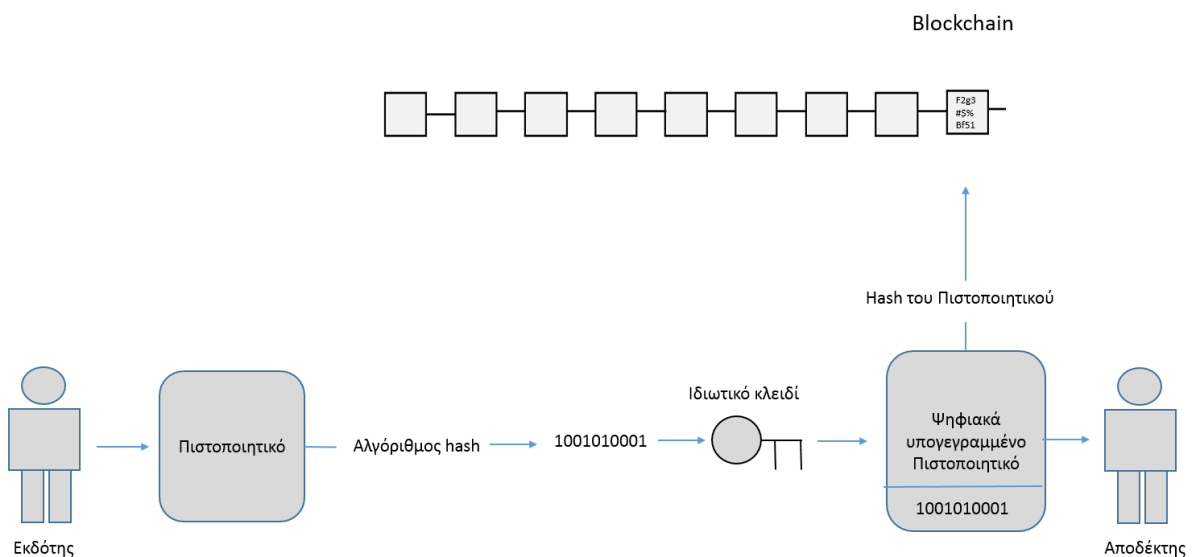 Blockchain
F2g3
#$%
Bf51
Hash του Πιστοποιητικού
Ιδιωτικό κλειδί
Πιστοποιητικό
Αλγόριθμος hash
1001010001
Ψηφιακά
υπογεγραμμένο
Πιστοποιητικό
1001010001
Εκδότης
Αποδέκτης